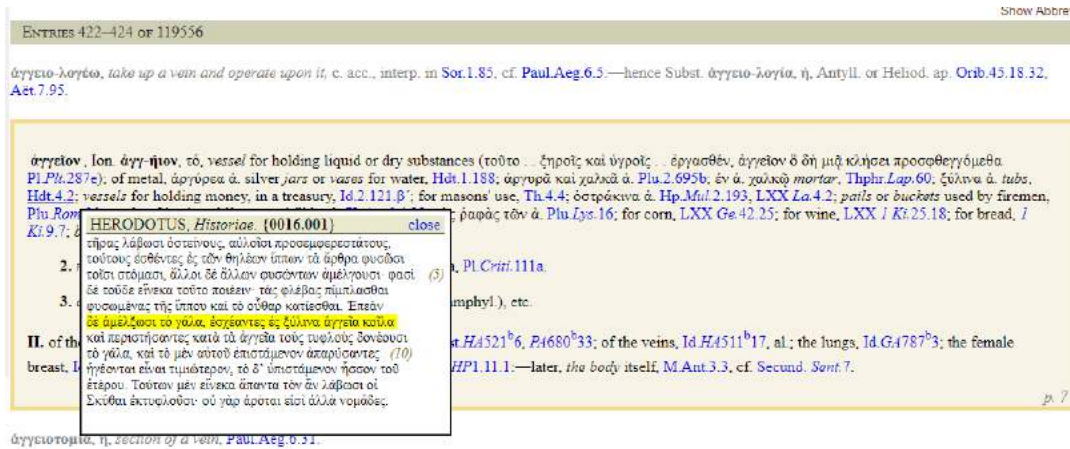 Show Abbre
ENTRIES 422–424 OF 119556
ἀγγειο-λογέω, take up a vein and operate upon it, c. acc., interp. in Sor.1.85, cf. Paul.Aeg.6.5:—hence Subst. ἀγγειο-λογία, ἡ, Antyll. or Heliod. ap. Orib.45.18.32,
Aët.7.95.
ἀγγεῖον, Ion. ἀγγ-ήιον, τό, vessel for holding liquid or dry substances (τοῦτο . . ξηροῖς καὶ ὑγροῖς . . ἐργασθέν, ἀγγεῖον ὃ δὴ μιᾷ κλήσει προσφθεγγόμεθα
Pl.Plt.287e); of metal, ἀργύρεα ἀ. silver jars or vases for water, Hdt.1.188; ἀργυρᾶ καὶ χαλκᾶ ἀ. Plu.2.695b; ἐν ἀ. χαλκῷ mortar, Thphr.Lap.60; ξύλινα ἀ. tubs,
Hdt.4.2; vessels for holding money, in a treasury, Id.2.121.β΄; for masons' use, Th.4.4; ὀστράκινα ἀ. Hp.Mul.2.193, LXX La.4.2; pails or buckets used by firemen,
Plu.Rom ς ῥαφὰς τῶν ἀ. Plu.Lys.16; for corn, LXX Ge.42.25; for wine, LXX 1 Ki.25.18; for bread, 1
Ki.9.7;
HERODOTUS, Historiae. {0016.001} close
τῆρας λάβωσι ὀστεΐνους, αὐλοῖσι προσεμφερεστάτους,
τούτους ἐσθέντες ἐς τῶν θηλέων ἵππων τὰ ἄρθρα φυσῶσι
τοῖσι στόμασι, ἄλλοι δὲ ἄλλων φυσώντων ἀμέλγουσι· φασὶ (5)
δὲ τοῦδε εἵνεκα τοῦτο ποιέειν· τὰς φλέβας πίμπλασθαι
φυσωμένας τῆς ἵππου καὶ τὸ οὖθαρ κατίεσθαι. Ἐπεὰν
δὲ ἀμέλξωσι τὸ γάλα, ἐσχέαντες ἐς ξύλινα ἀγγεῖα κοῖλα
καὶ περιστήσαντες κατὰ τὰ ἀγγεῖα τοὺς τυφλοὺς δονέουσι
τὸ γάλα, καὶ τὸ μὲν αὐτοῦ ἐπιστάμενον ἀπαρύσαντες (10)
ἡγέονται εἶναι τιμιώτερον, τὸ δ' ὑπιστάμενον ἧσσον τοῦ
ἑτέρου. Τούτων μὲν εἵνεκα ἅπαντα τὸν ἂν λάβωσι οἱ
Σκύθαι ἐκτυφλοῦσι· οὐ γὰρ ἀρόται εἰσὶ ἀλλὰ νομάδες.
2. , Pl.Criti.111a.
3. amphyl.), etc.
II. of the st.HA521b6, PA680b33; of the veins, Id.HA511b17, al.; the lungs, Id.GA787b3; the female
breast, HP1.11.1:—later, the body itself, M.Ant.3.3, cf. Secund. Sent.7.
p. 7
ἀγγειοτομία, ἡ, section of a vein, Paul.Aeg.6.31.